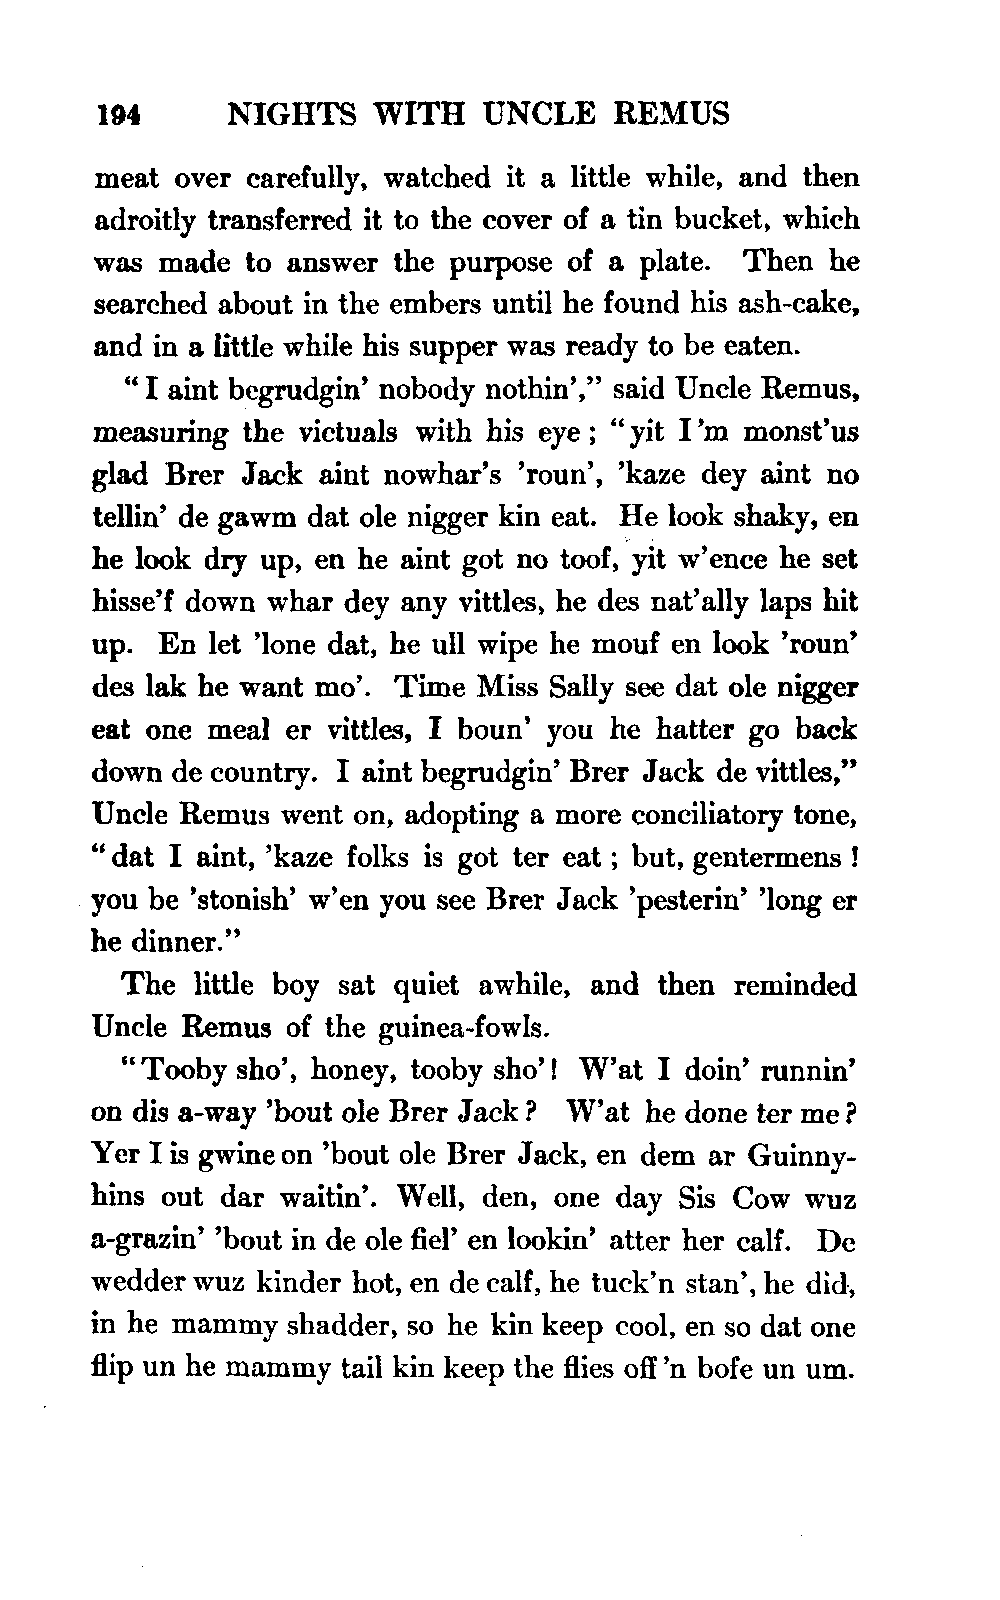 194 NIGHTS WITH UNCLE REMUS
meat over carefully, watched it a little while, and then
adroitly transferred it to the cover of a tin bucket, which
was made to answer the purpose of a plate. Then he
searched about in the embers until he found his ash-cake,
and in a little while his supper was ready to be eaten.
“I aint begrudgin’ nobody nothin’,” said Uncle Remus,
measuring the victuals with his eye; “yit I’m monst’us
glad Brer Jack aint nowhar’s ’roun’, ’kaze dey aint no
tellin’ de gawm dat ole nigger kin eat. He look shaky, en
he look dry up, en he aint got no toof, yit w’ence he set
hisse’f down whar dey any vittles, he des nat’ally laps hit
up. En let ’lone dat, he ull wipe he mouf en look ’roun’
des lak he want mo’. Time Miss Sally see dat ole nigger
eat one meal er vittles, I boun’ you he hatter go back
down de country. I aint begrudgin’ Brer Jack de vittles,”
Uncle Remus went on, adopting a more conciliatory tone,
“dat I aint, ’kaze folks is got ter eat; but, gentermens!
you be ’stonish’ w’en you see Brer Jack ’pesterin’ ’long er
he dinner.”
The little boy sat quiet awhile, and then reminded
Uncle Remus of the guinea-fowls.
“Tooby sho’, honey, tooby sho’! W’at I doin’ runnin’
on dis a-way ’bout ole Brer Jack? W’at he done ter me?
Yer I is gwine on ’bout ole Brer Jack, en dem ar Guinny-
hins out dar waitin’. Well, den, one day Sis Cow wuz
a-grazin’ ’bout in de ole fiel’ en lookin’ atter her calf. De
wedder wuz kinder hot, en de calf, he tuck’n stan’, he did,
in he mammy shadder, so he kin keep cool, en so dat one
flip un he mammy tail kin keep the flies off’n bofe un um.